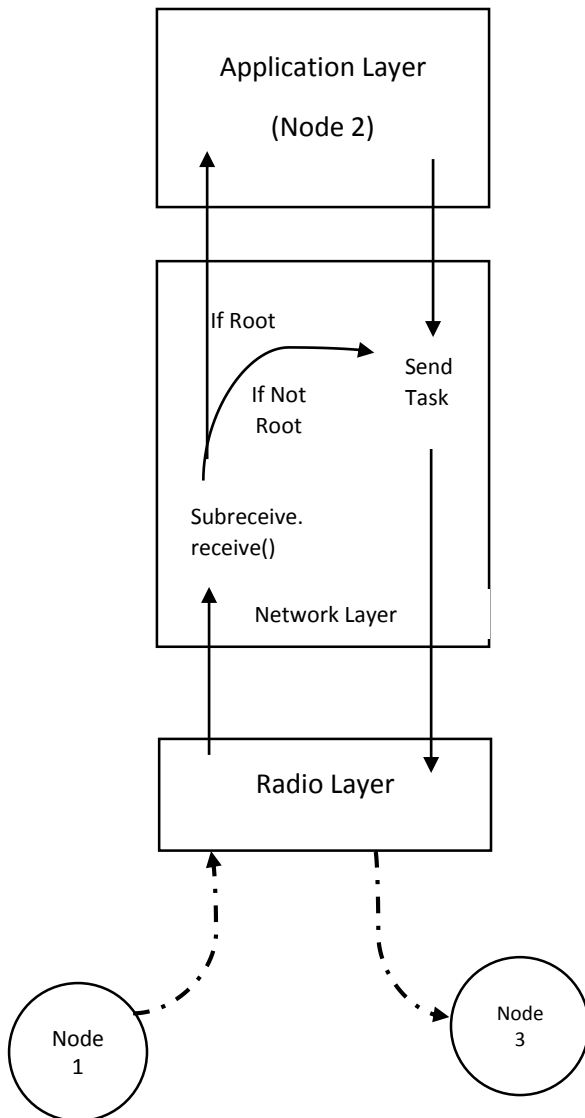 Application Layer
(Node 2)
If Root
If Not
Root
Send
Task
Subreceive.
receive()
Network Layer
Radio Layer
Node
1
Node
3